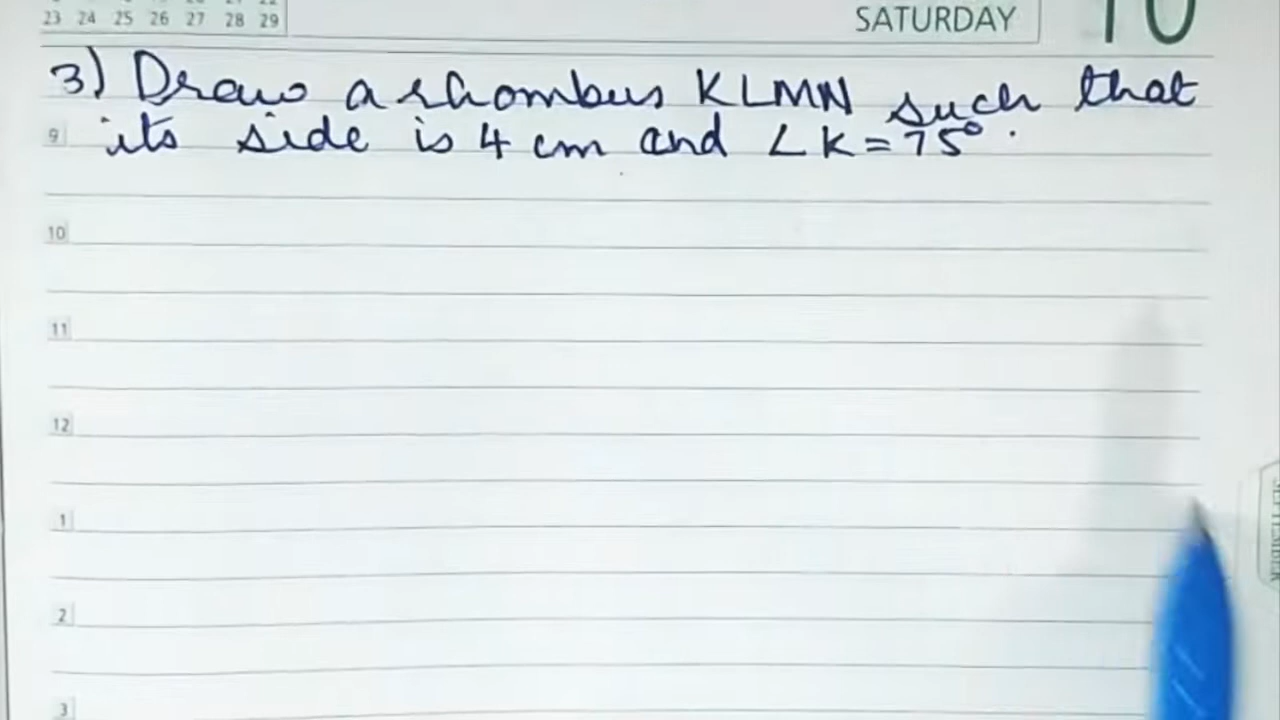 23 24 25 26 27 28 29
SATURDAY 10
3) Draw a rhombus KLMN such that
9 its side is 4 cm and ∠K=75°.
10
11
12
1
2
3